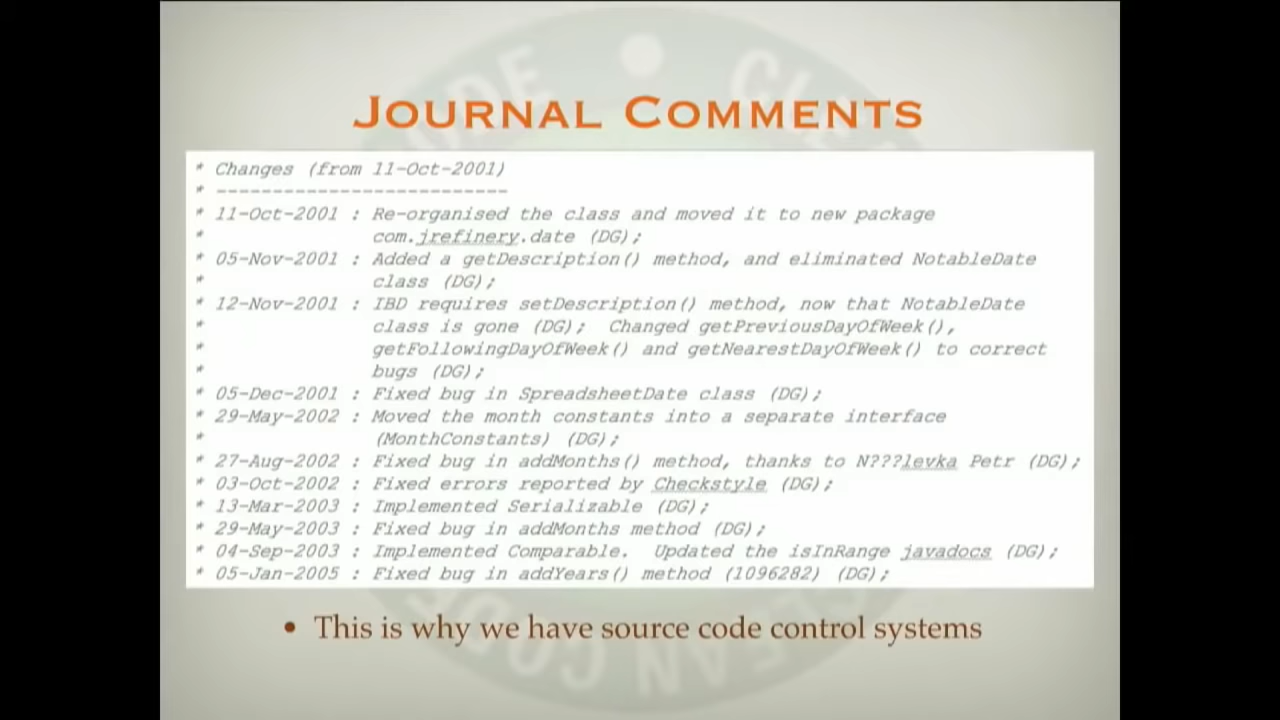 JOURNAL COMMENTS
* Changes (from 11-Oct-2001)
* --------------------------
* 11-Oct-2001 : Re-organised the class and moved it to new package
* com.jrefinery.date (DG);
* 05-Nov-2001 : Added a getDescription() method, and eliminated NotableDate
* class (DG);
* 12-Nov-2001 : IBD requires setDescription() method, now that NotableDate
* class is gone (DG); Changed getPreviousDayOfWeek(),
* getFollowingDayOfWeek() and getNearestDayOfWeek() to correct
* bugs (DG);
* 05-Dec-2001 : Fixed bug in SpreadsheetDate class (DG);
* 29-May-2002 : Moved the month constants into a separate interface
* (MonthConstants) (DG);
* 27-Aug-2002 : Fixed bug in addMonths() method, thanks to N???levka Petr (DG);
* 03-Oct-2002 : Fixed errors reported by Checkstyle (DG);
* 13-Mar-2003 : Implemented Serializable (DG);
* 29-May-2003 : Fixed bug in addMonths method (DG);
* 04-Sep-2003 : Implemented Comparable. Updated the isInRange javadocs (DG);
* 05-Jan-2005 : Fixed bug in addYears() method (1096282) (DG);
• This is why we have source code control systems
CODE CLEAN
CLEAN CODE